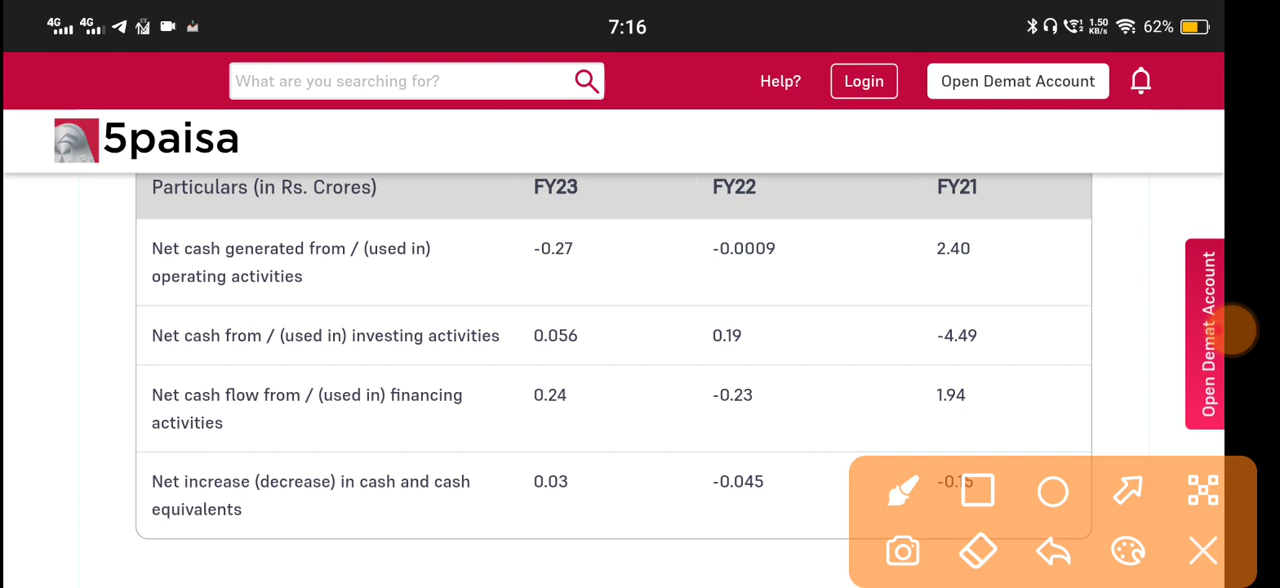 4G 4G 7:16 2 1.50 KB/s 62%
What are you searching for? Help? Login Open Demat Account
5paisa
Particulars (in Rs. Crores) FY23 FY22 FY21
Net cash generated from / (used in) -0.27 -0.0009 2.40
operating activities
Net cash from / (used in) investing activities 0.056 0.19 -4.49
Net cash flow from / (used in) financing 0.24 -0.23 1.94
activities
Net increase (decrease) in cash and cash 0.03 -0.045 -0.15
equivalents
Open Demat Account